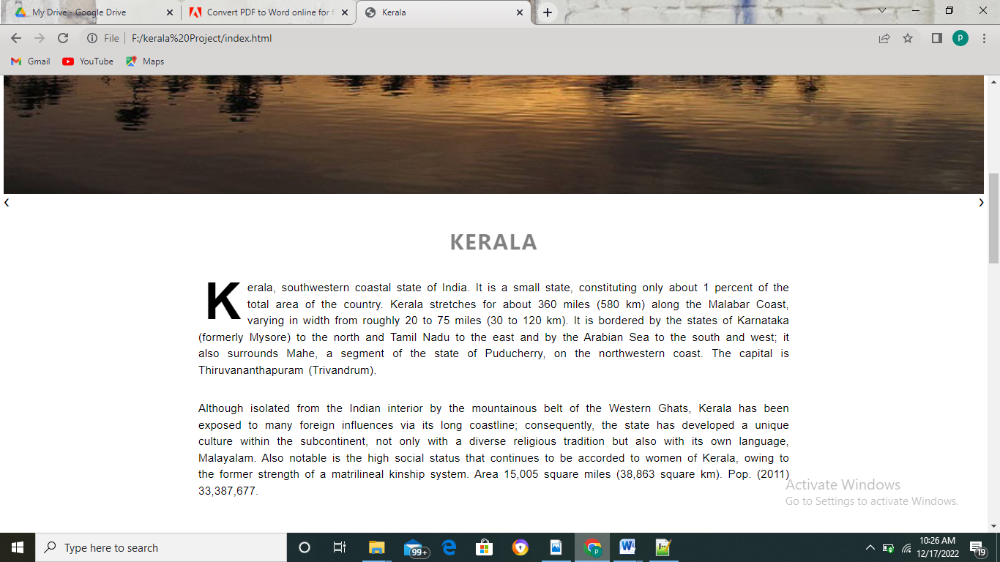 My Drive - Google Drive
Convert PDF to Word online for f
Kerala
File
F:/kerala%20Project/index.html
P
Gmail
YouTube
Maps
‹ ›
KERALA
Kerala, southwestern coastal state of India. It is a small state, constituting only about 1 percent of the
total area of the country. Kerala stretches for about 360 miles (580 km) along the Malabar Coast,
varying in width from roughly 20 to 75 miles (30 to 120 km). It is bordered by the states of Karnataka
(formerly Mysore) to the north and Tamil Nadu to the east and by the Arabian Sea to the south and west; it
also surrounds Mahe, a segment of the state of Puducherry, on the northwestern coast. The capital is
Thiruvananthapuram (Trivandrum).
Although isolated from the Indian interior by the mountainous belt of the Western Ghats, Kerala has been
exposed to many foreign influences via its long coastline; consequently, the state has developed a unique
culture within the subcontinent, not only with a diverse religious tradition but also with its own language,
Malayalam. Also notable is the high social status that continues to be accorded to women of Kerala, owing to
the former strength of a matrilineal kinship system. Area 15,005 square miles (38,863 square km). Pop. (2011)
33,387,677.
Activate Windows
Go to Settings to activate Windows.
Type here to search
99+
P
W
10:26 AM
12/17/2022
19